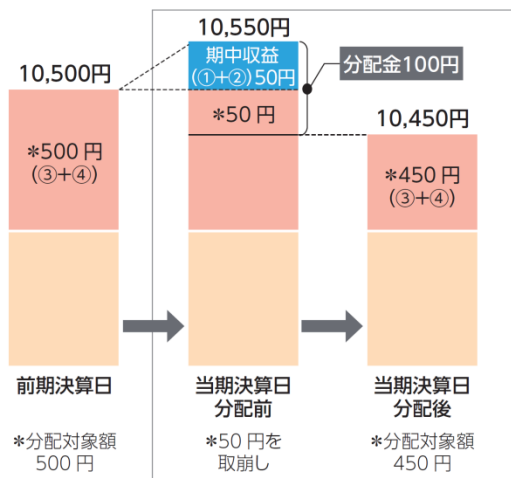 10,500円
*500円
(③+④)
前期決算日
*分配対象額
500円
10,550円
期中収益
(①+②)50円
*50円
分配金100円
当期決算日
分配前
*50円を
取崩し
10,450円
*450円
(③+④)
当期決算日
分配後
*分配対象額
450円